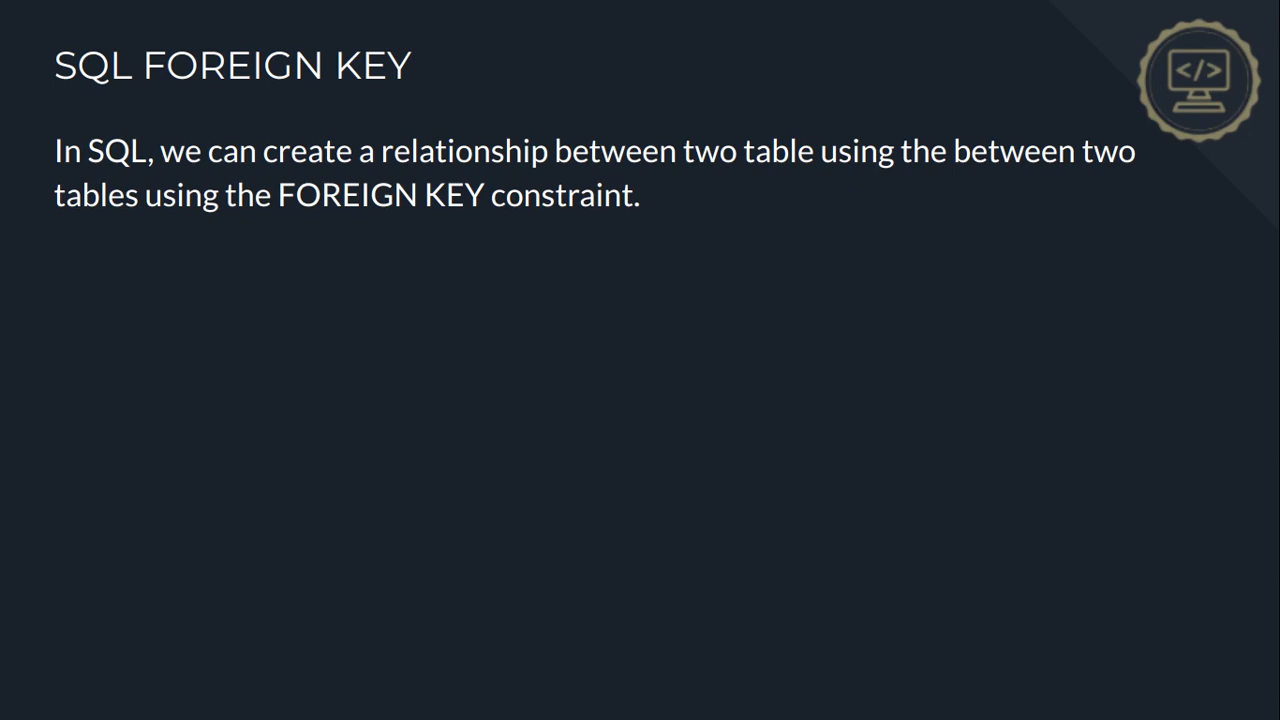 SQL FOREIGN KEY
In SQL, we can create a relationship between two table using the between two
tables using the FOREIGN KEY constraint.
</>